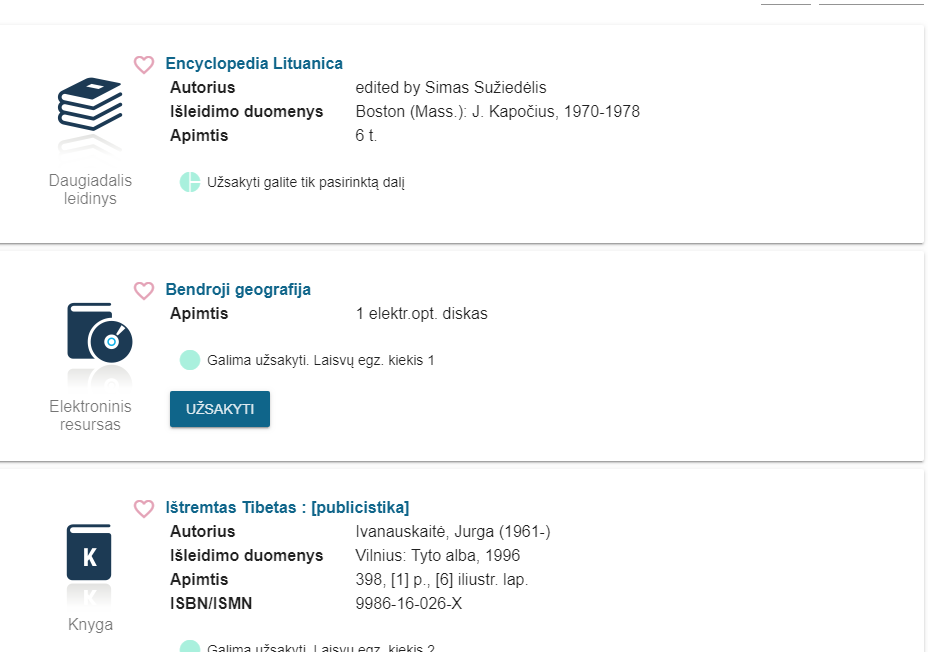 Encyclopedia Lituanica
Autorius edited by Simas Sužiedėlis
Išleidimo duomenys Boston (Mass.): J. Kapočius, 1970-1978
Apimtis 6 t.
Daugiadalis
leidinys
Užsakyti galite tik pasirinktą dalį
Bendroji geografija
Apimtis 1 elektr.opt. diskas
Galima užsakyti. Laisvų egz. kiekis 1
Elektroninis
resursas
UŽSAKYTI
Ištremtas Tibetas : [publicistika]
Autorius Ivanauskaitė, Jurga (1961-)
Išleidimo duomenys Vilnius: Tyto alba, 1996
Apimtis 398, [1] p., [6] iliustr. lap.
ISBN/ISMN 9986-16-026-X
K
Knyga
Galima užsakyti. Laisvų egz. kiekis 2